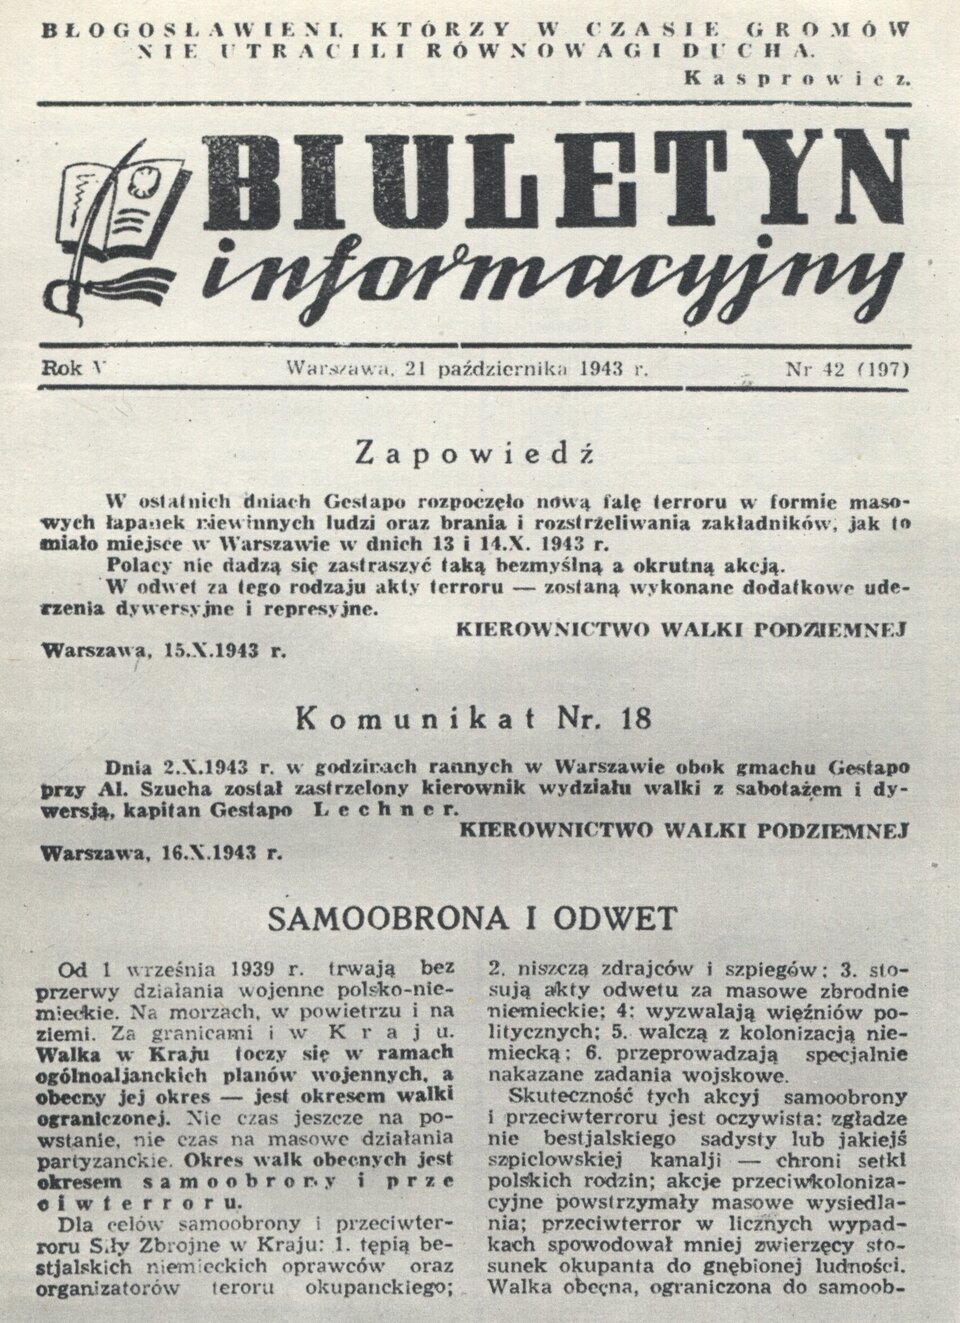 BŁOGOSŁAWIENI, KTÓRZY W CZASIE GROMÓW
NIE UTRACILI RÓWNOWAGI DUCHA.
Kasprowicz.
BIULETYN
informacyjny
Rok V
Warszawa, 21 października 1943 r.
Nr 42 (197)
Zapowiedź
W ostatnich dniach Gestapo rozpoczęło nową falę terroru w formie maso-
wych łapanek niewinnych ludzi oraz brania i rozstrzeliwania zakładników, jak to
miało miejsce w Warszawie w dnich 13 i 14.X. 1943 r.
Polacy nie dadzą się zastraszyć taką bezmyślną a okrutną akcją.
W odwet za tego rodzaju akty terroru — zostaną wykonane dodatkowe ude-
rzenia dywersyjne i represyjne.
KIEROWNICTWO WALKI PODZIEMNEJ
Warszawa, 15.X.1943 r.
Komunikat Nr. 18
Dnia 2.X.1943 r. w godzinach rannych w Warszawie obok gmachu Gestapo
przy Al. Szucha został zastrzelony kierownik wydziału walki z sabotażem i dy-
wersją, kapitan Gestapo Lechner.
KIEROWNICTWO WALKI PODZIEMNEJ
Warszawa, 16.X.1943 r.
SAMOOBRONA I ODWET
Od 1 września 1939 r. trwają bez
przerwy działania wojenne polsko-nie-
mieckie. Na morzach, w powietrzu i na
ziemi. Za granicami i w Kraju.
Walka w Kraju toczy się w ramach
ogólnoaljanckich planów wojennych, a
obecny jej okres — jest okresem walki
ograniczonej. Nie czas jeszcze na po-
wstanie, nie czas na masowe działania
partyzanckie. Okres walk obecnych jest
okresem samoobrony i prze
ciwterroru.
Dla celów samoobrony i przeciwter-
roru Siły Zbrojne w Kraju: 1. tępią be-
stjalskich niemieckich oprawców oraz
organizatorów teroru okupanckiego;
2. niszczą zdrajców i szpiegów; 3. sto-
sują akty odwetu za masowe zbrodnie
niemieckie; 4; wyzwalają więźniów po-
litycznych; 5. walczą z kolonizacją nie-
miecką; 6. przeprowadzają specjalnie
nakazane zadania wojskowe.
Skuteczność tych akcyj samoobrony
i przeciwterroru jest oczywista: zgładze
nie bestjalskiego sadysty lub jakiejś
szpiclowskiej kanalji — chroni setki
polskich rodzin; akcje przeciwkoloniza-
cyjne powstrzymały masowe wysiedla-
nia; przeciwterror w licznych wypad-
kach spowodował mniej zwierzęcy sto-
sunek okupanta do gnębionej ludności.
Walka obecna, ograniczona do samoob-